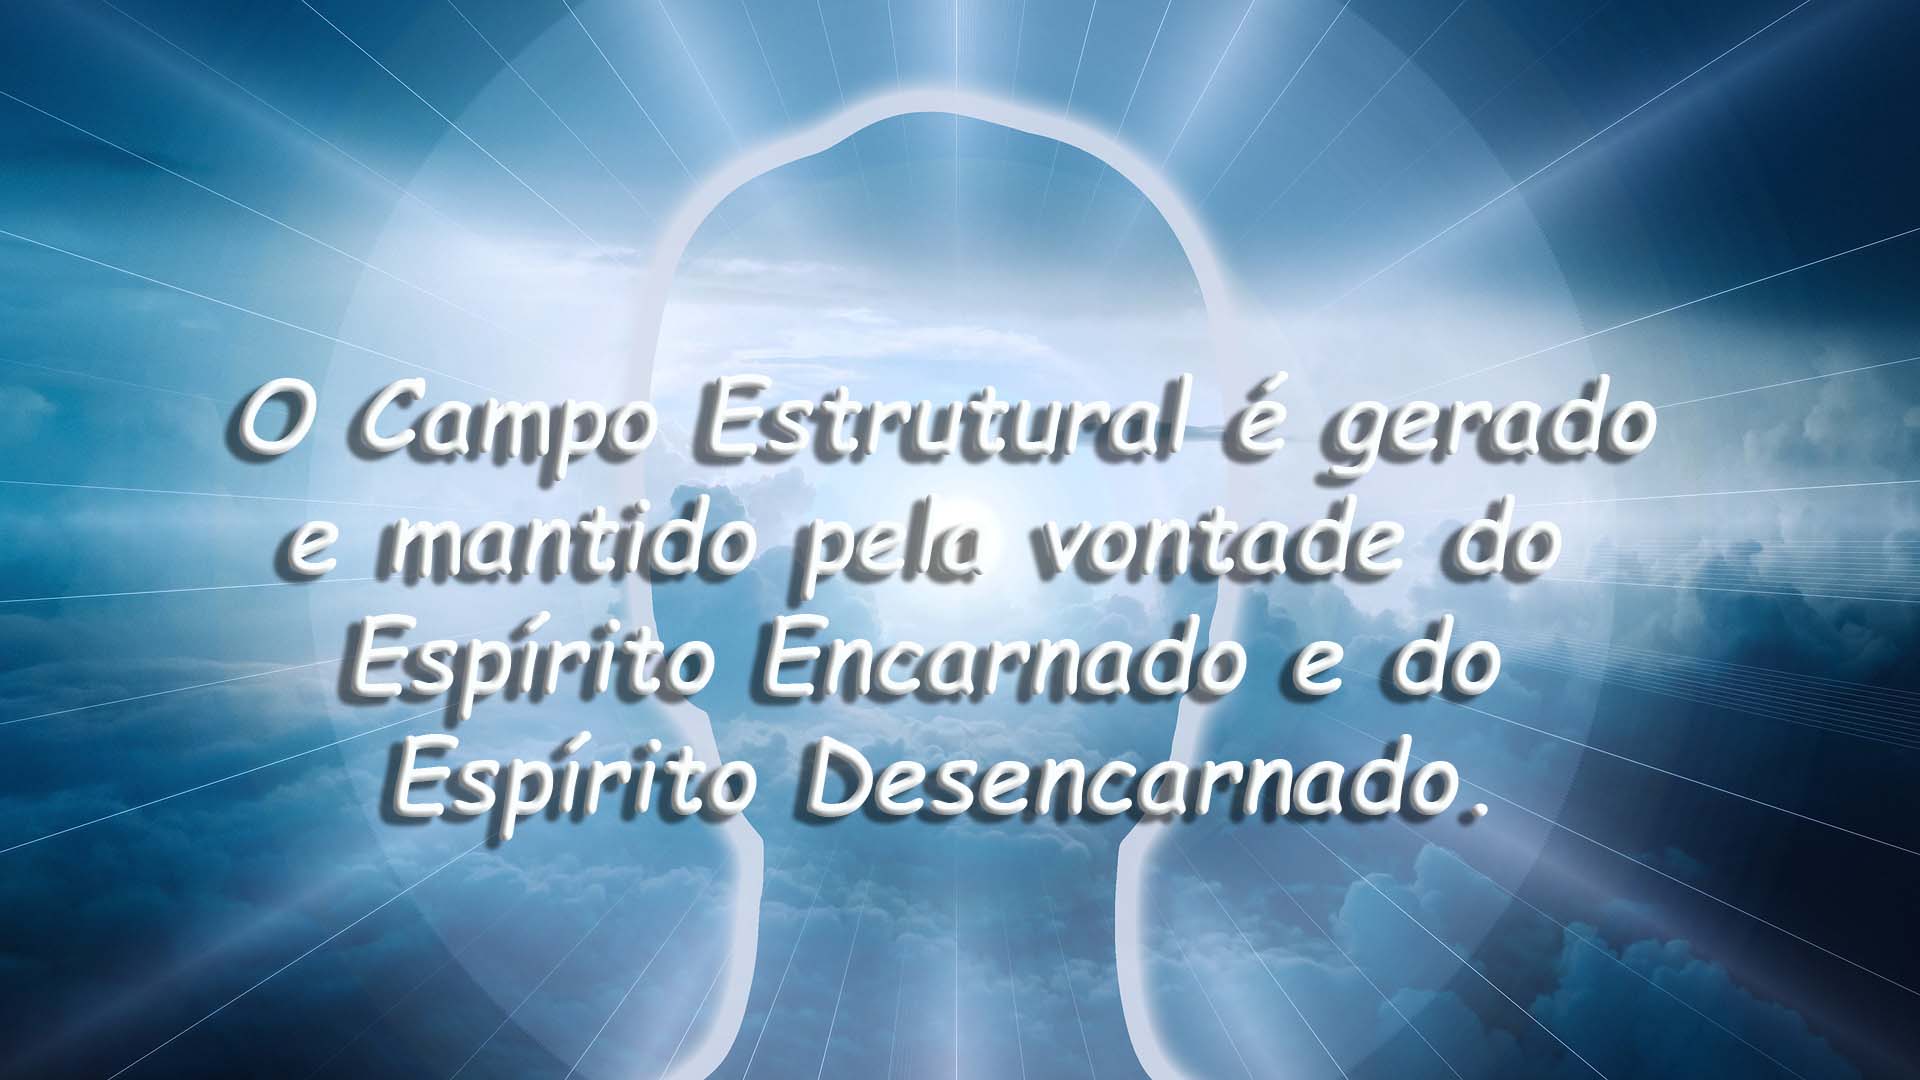 O Campo Estrutural é gerado
e mantido pela vontade do
Espírito Encarnado e do
Espírito Desencarnado.